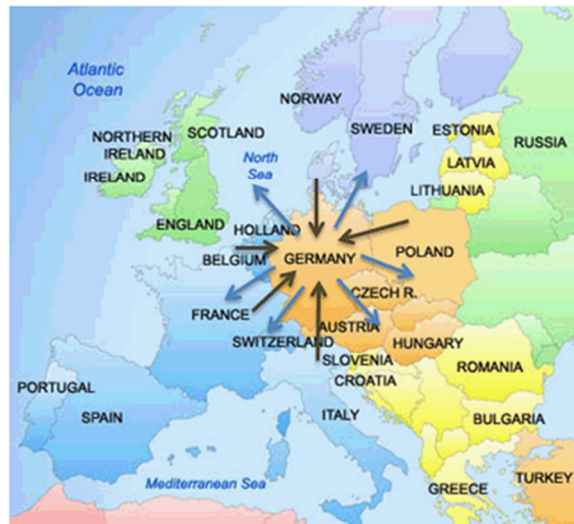 Atlantic
Ocean
NORWAY
SWEDEN
ESTONIA
RUSSIA
NORTHERN
IRELAND
SCOTLAND
North
Sea
LATVIA
IRELAND
LITHUANIA
ENGLAND
HOLLAND
BELGIUM
GERMANY
POLAND
CZECH R.
FRANCE
SWITZERLAND
AUSTRIA
HUNGARY
SLOVENIA
CROATIA
ROMANIA
PORTUGAL
SPAIN
ITALY
BULGARIA
Mediterranean Sea
GREECE
TURKEY